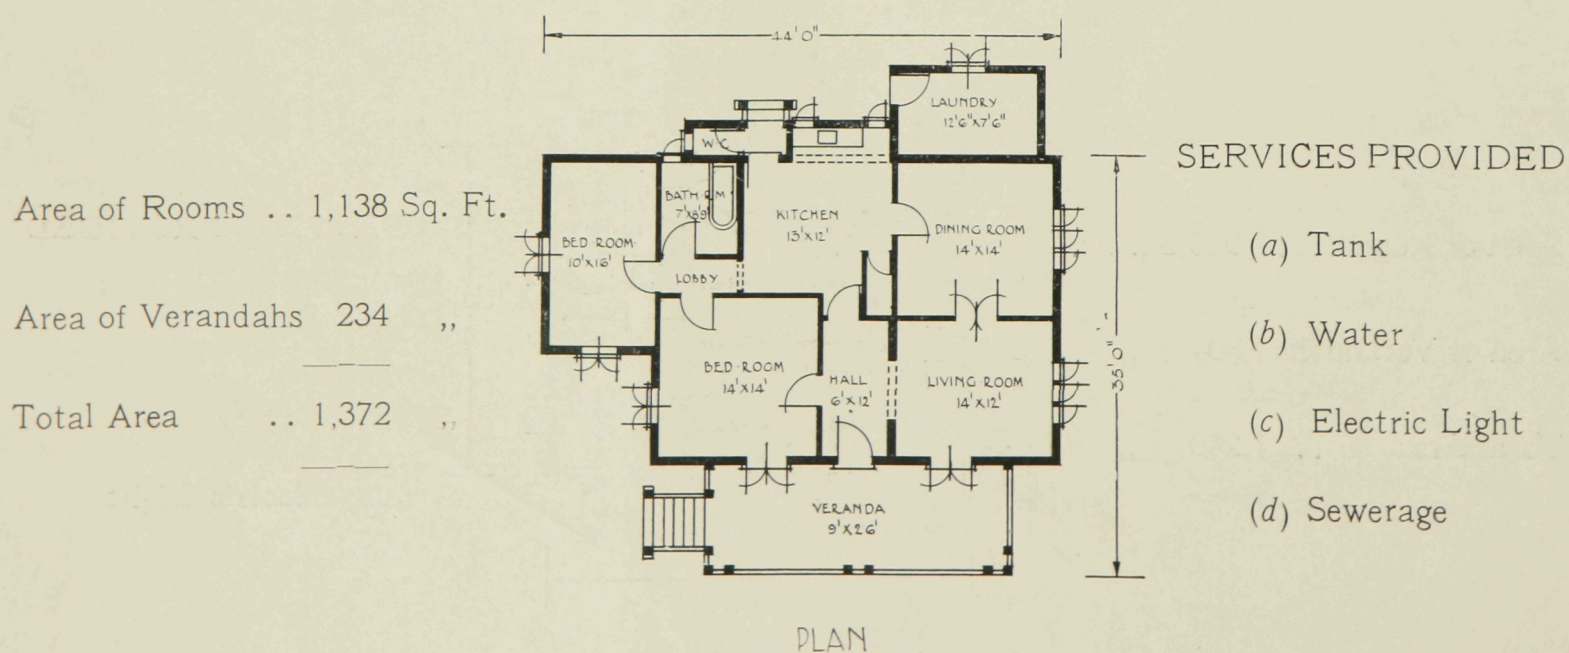 Area of Rooms .. 1,138 Sq. Ft.
Area of Verandahs 234 ,,
Total Area .. 1,372 ,,
44'0"
LAUNDRY
12'6"x7'6"
W·C
BATH·R·M·
7'x8'9"
KITCHEN
13'x12'
DINING ROOM
14'x14'
BED·ROOM·
10'x16'
LOBBY
BED·ROOM
14'x14'
HALL
6'x12'
LIVING ROOM
14'x12'
35'0"
VERANDA
9'x26'
PLAN
SERVICES PROVIDED
(a) Tank
(b) Water
(c) Electric Light
(d) Sewerage